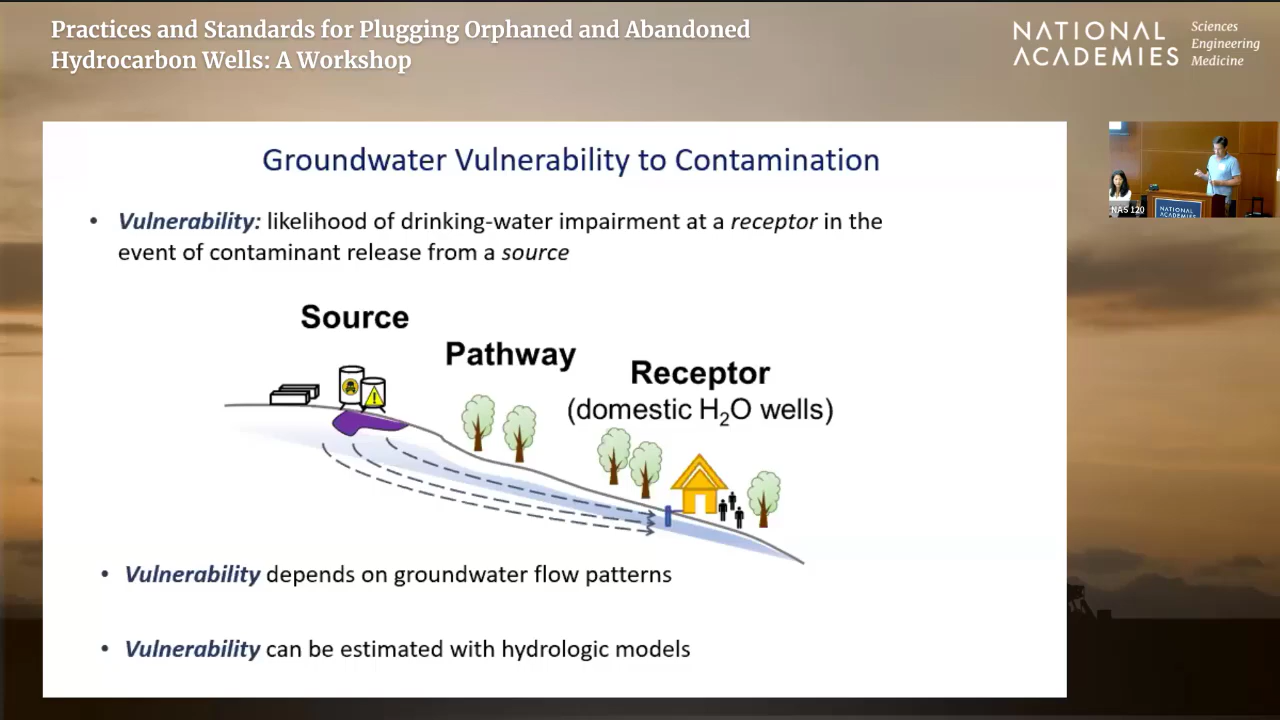 Practices and Standards for Plugging Orphaned and Abandoned
Hydrocarbon Wells: A Workshop
NATIONAL
ACADEMIES
Sciences
Engineering
Medicine
Groundwater Vulnerability to Contamination
• Vulnerability: likelihood of drinking-water impairment at a receptor in the
event of contaminant release from a source
Source
Pathway
Receptor
(domestic H₂O wells)
• Vulnerability depends on groundwater flow patterns
• Vulnerability can be estimated with hydrologic models
NAS 120
NATIONAL
ACADEMIES